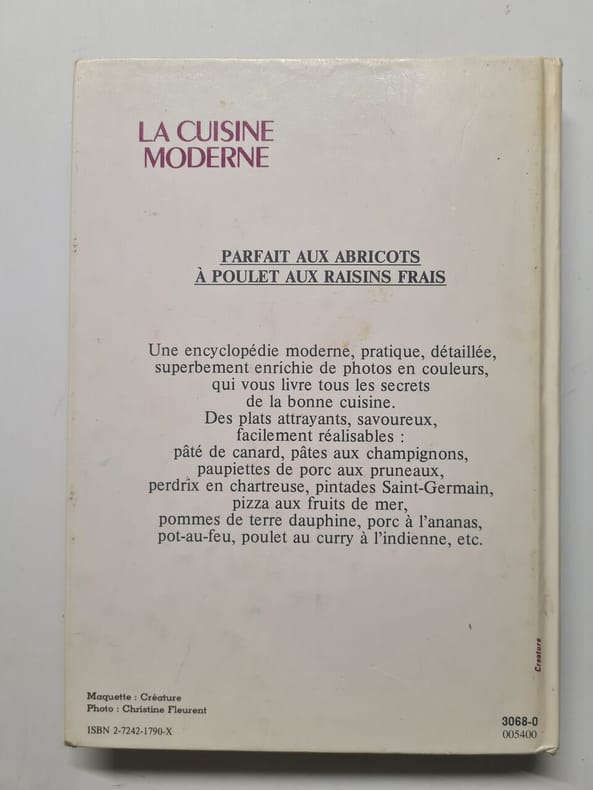 LA CUISINE
MODERNE
PARFAIT AUX ABRICOTS
À POULET AUX RAISINS FRAIS
Une encyclopédie moderne, pratique, détaillée,
superbement enrichie de photos en couleurs,
qui vous livre tous les secrets
de la bonne cuisine.
Des plats attrayants, savoureux,
facilement réalisables :
pâté de canard, pâtes aux champignons,
paupiettes de porc aux pruneaux,
perdrix en chartreuse, pintades Saint-Germain,
pizza aux fruits de mer,
pommes de terre dauphine, porc à l'ananas,
pot-au-feu, poulet au curry à l'indienne, etc.
Creature
Maquette : Créature
Photo : Christine Fleurent
ISBN 2-7242-1790-X
3068-0
005400